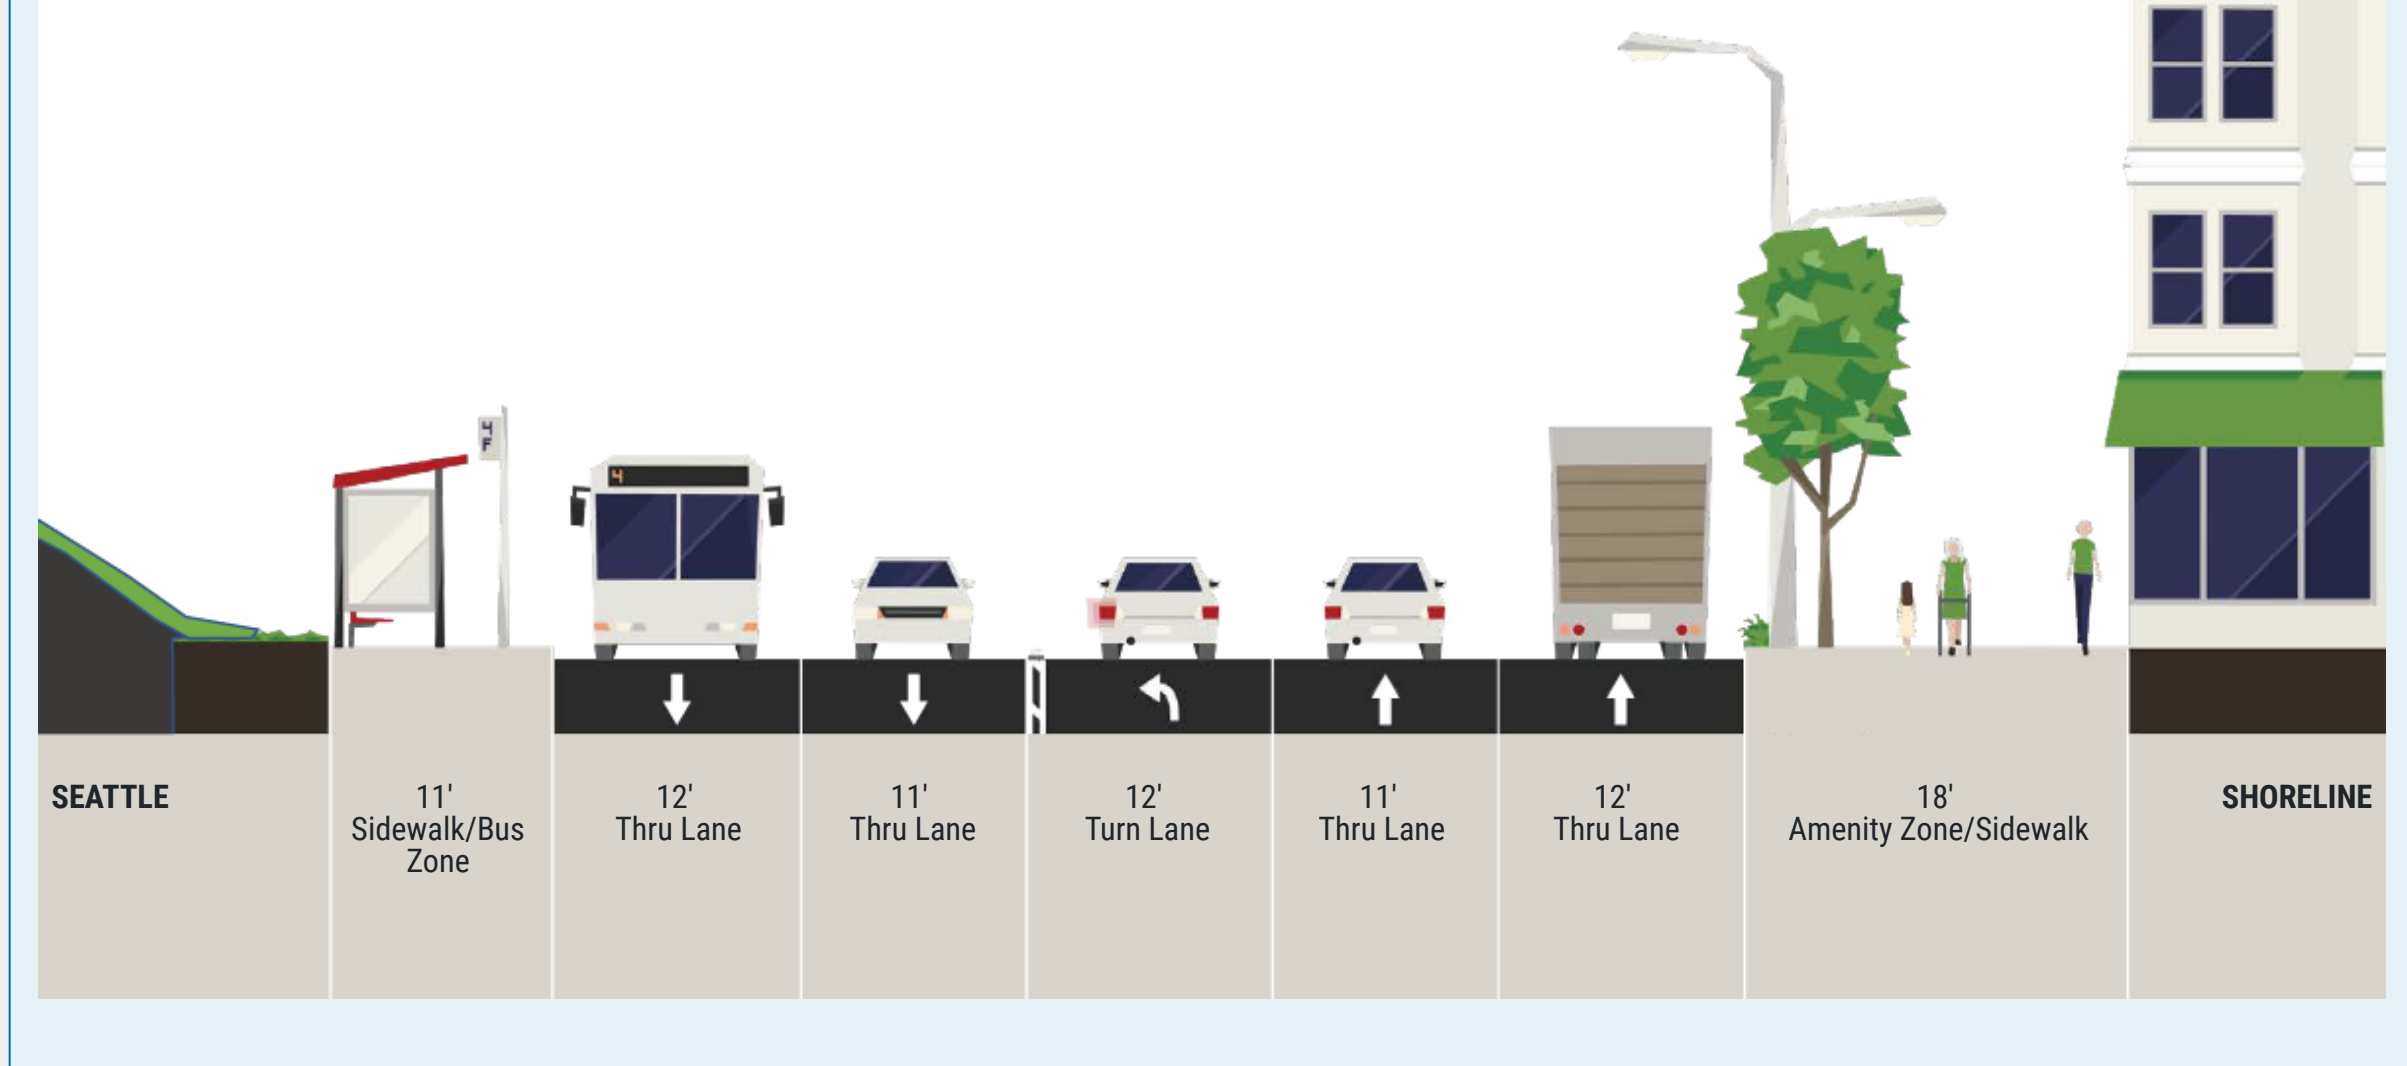 4
SEATTLE
11'
Sidewalk/Bus
Zone
12'
Thru Lane
11'
Thru Lane
12'
Turn Lane
11'
Thru Lane
12'
Thru Lane
18'
Amenity Zone/Sidewalk
SHORELINE